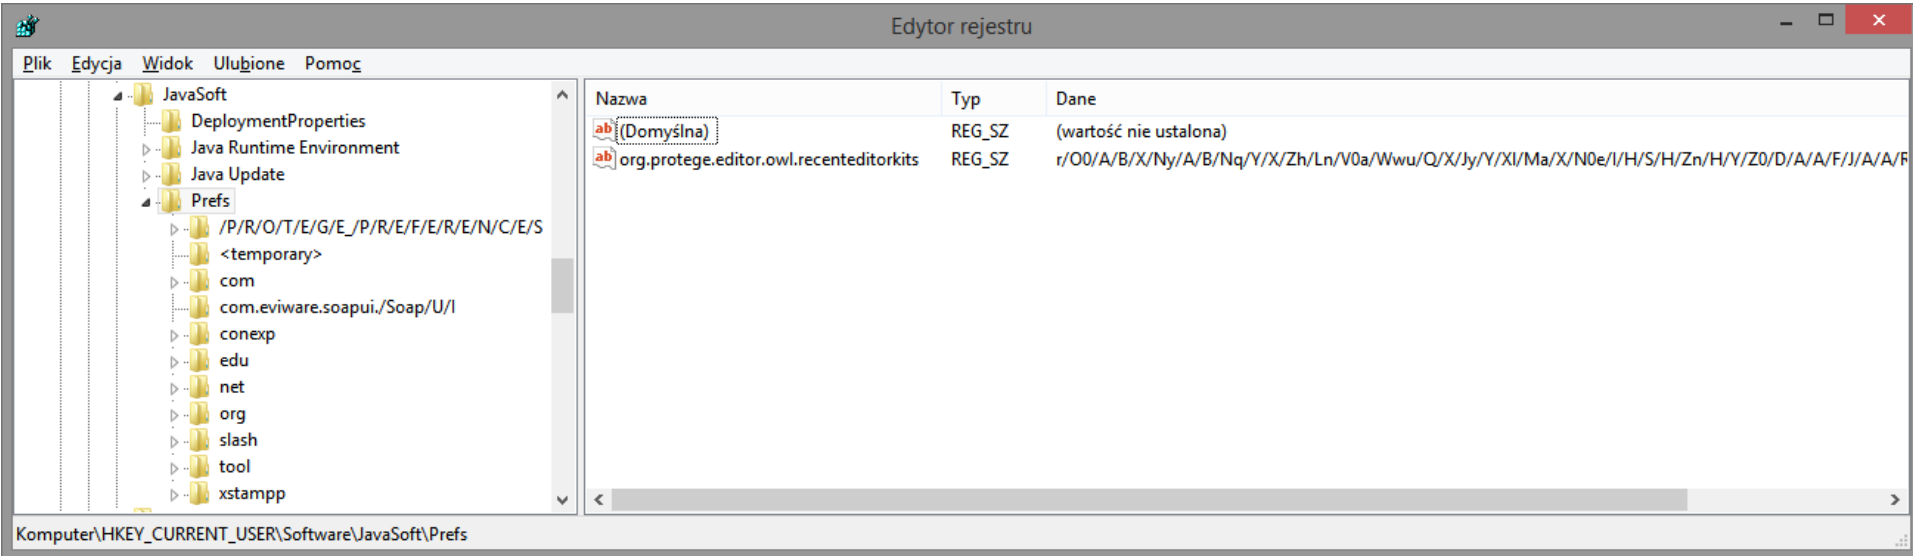 Edytor rejestru
Plik Edycja Widok Ulubione Pomoc
JavaSoft
DeploymentProperties
Java Runtime Environment
Java Update
Prefs
/P/R/O/T/E/G/E_/P/R/E/F/E/R/E/N/C/E/S
<temporary>
com
com.eviware.soapui./Soap/U/I
conexp
edu
net
org
slash
tool
xstampp
Nazwa Typ Dane
(Domyślna) REG_SZ (wartość nie ustalona)
org.protege.editor.owl.recenteditorkits REG_SZ r/O0/A/B/X/Ny/A/B/Nq/Y/X/Zh/Ln/V0a/Wwu/Q/X/Jy/Y/Xl/Ma/X/N0e/l/H/S/H/Zn/H/Y/Z0/D/A/A/F/J/A/A/R
Komputer\HKEY_CURRENT_USER\Software\JavaSoft\Prefs